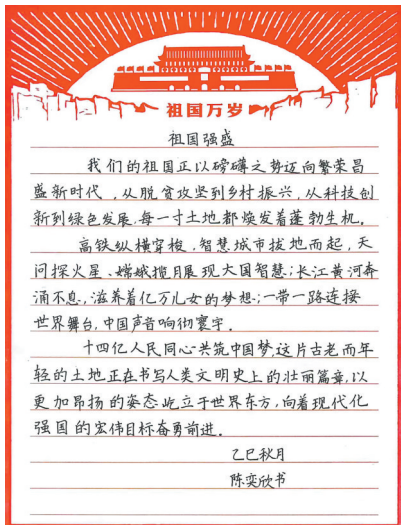 祖国万岁
祖国强盛
我们的祖国正以磅礴之势迈向繁荣昌
盛新时代，从脱贫攻坚到乡村振兴，从科技创
新到绿色发展，每一寸土地都焕发着蓬勃生机。
高铁纵横穿梭，智慧城市拔地而起，天
问探火星、嫦娥揽月展现大国智慧；长江黄河奔
涌不息，滋养着亿万儿女的梦想；一带一路连接
世界舞台，中国声音响彻寰宇。
十四亿人民同心共筑中国梦，这片古老而年
轻的土地正在书写人类文明史上的壮丽篇章，以
更加昂扬的姿态屹立于世界东方，向着现代化
强国的宏伟目标奋勇前进。
乙巳秋月
陈奕欣书